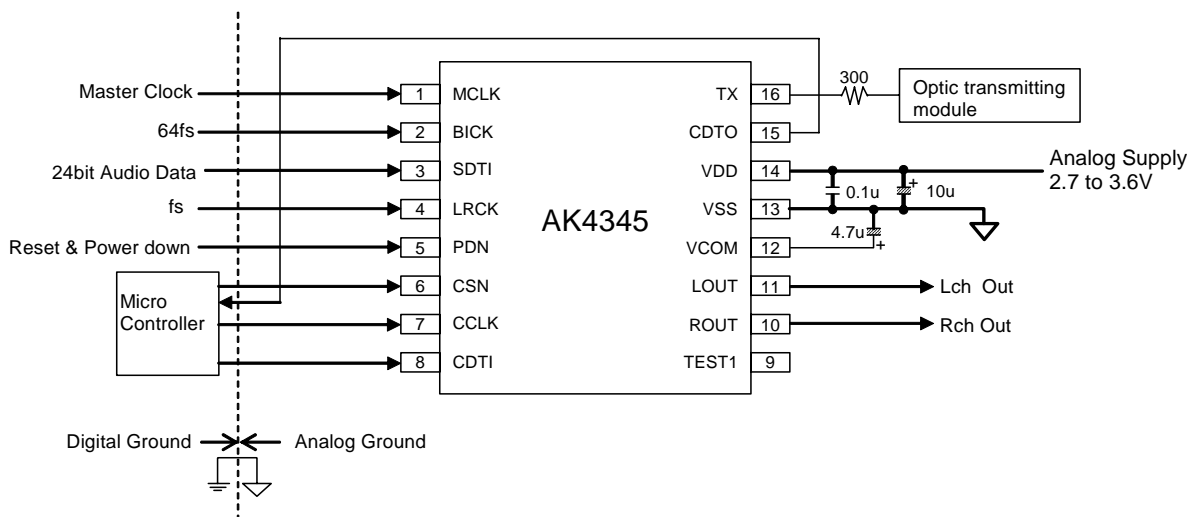 Master Clock
64fs
24bit Audio Data
fs
Reset & Power down
Micro
Controller
Digital Ground
Analog Ground
1 MCLK
2 BICK
3 SDTI
4 LRCK
5 PDN
6 CSN
7 CCLK
8 CDTI
AK4345
TX 16
CDTO 15
VDD 14
VSS 13
VCOM 12
LOUT 11
ROUT 10
TEST1 9
300
Optic transmitting
module
Analog Supply
2.7 to 3.6V
0.1u
+
10u
4.7u
+
Lch Out
Rch Out